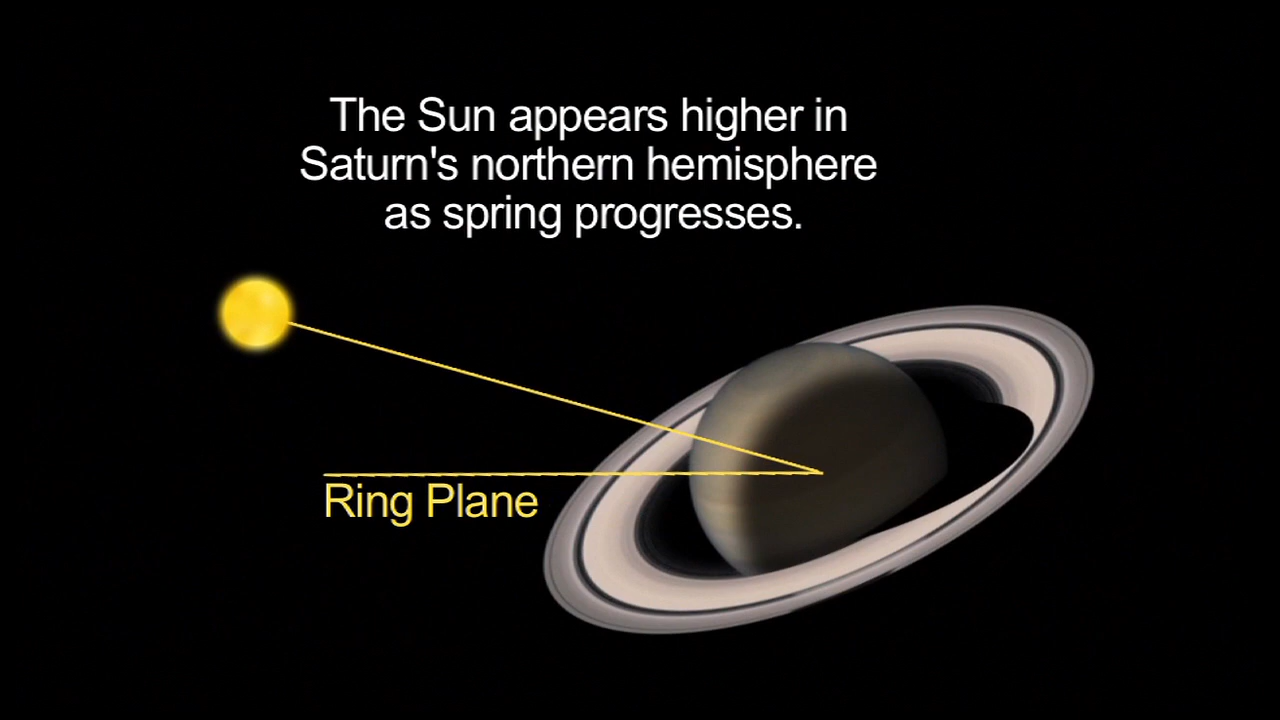 The Sun appears higher in
Saturn's northern hemisphere
as spring progresses.
Ring Plane